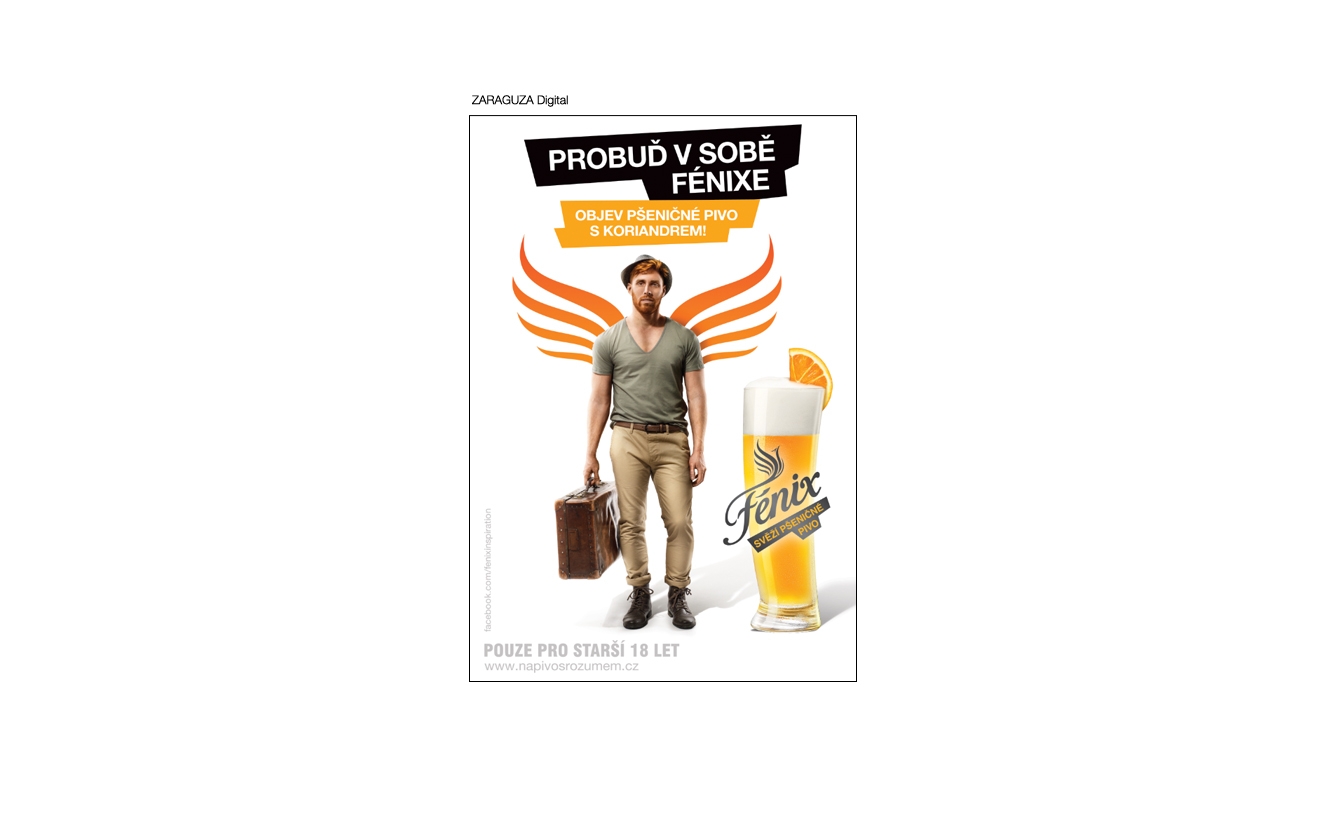 ZARAGUZA Digital
PROBUĎ V SOBĚ
FÉNIXE
OBJEV PŠENIČNÉ PIVO
S KORIANDREM!
Fénix
SVĚŽÍ PŠENIČNÉ
PIVO
facebook.com/fenixinspiration
POUZE PRO STARŠÍ 18 LET
www.napivosrozumem.cz